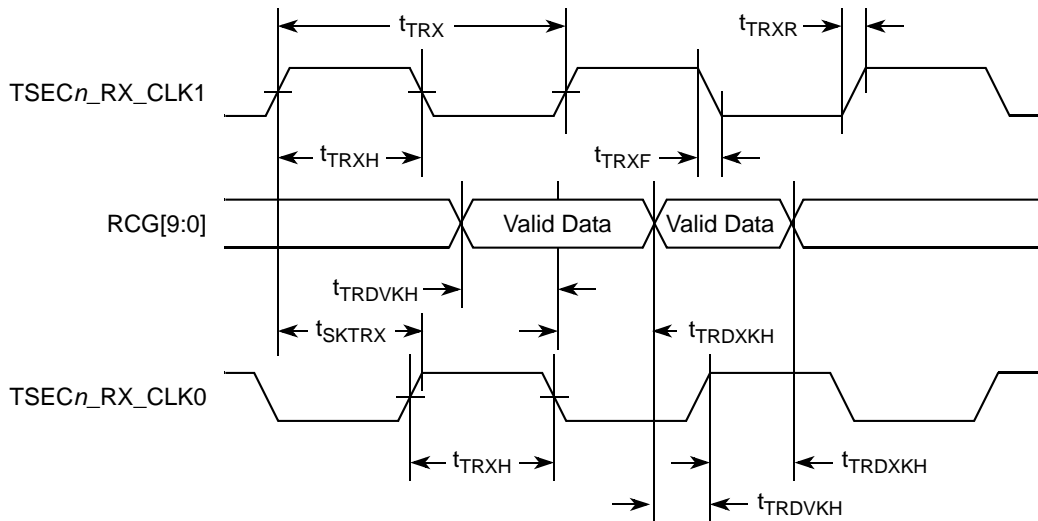 tTRX
tTRXR
TSECn_RX_CLK1
tTRXH
tTRXF
RCG[9:0]
Valid Data
Valid Data
tTRDVKH
tSKTRX
tTRDXKH
TSECn_RX_CLK0
tTRXH
tTRDXKH
tTRDVKH